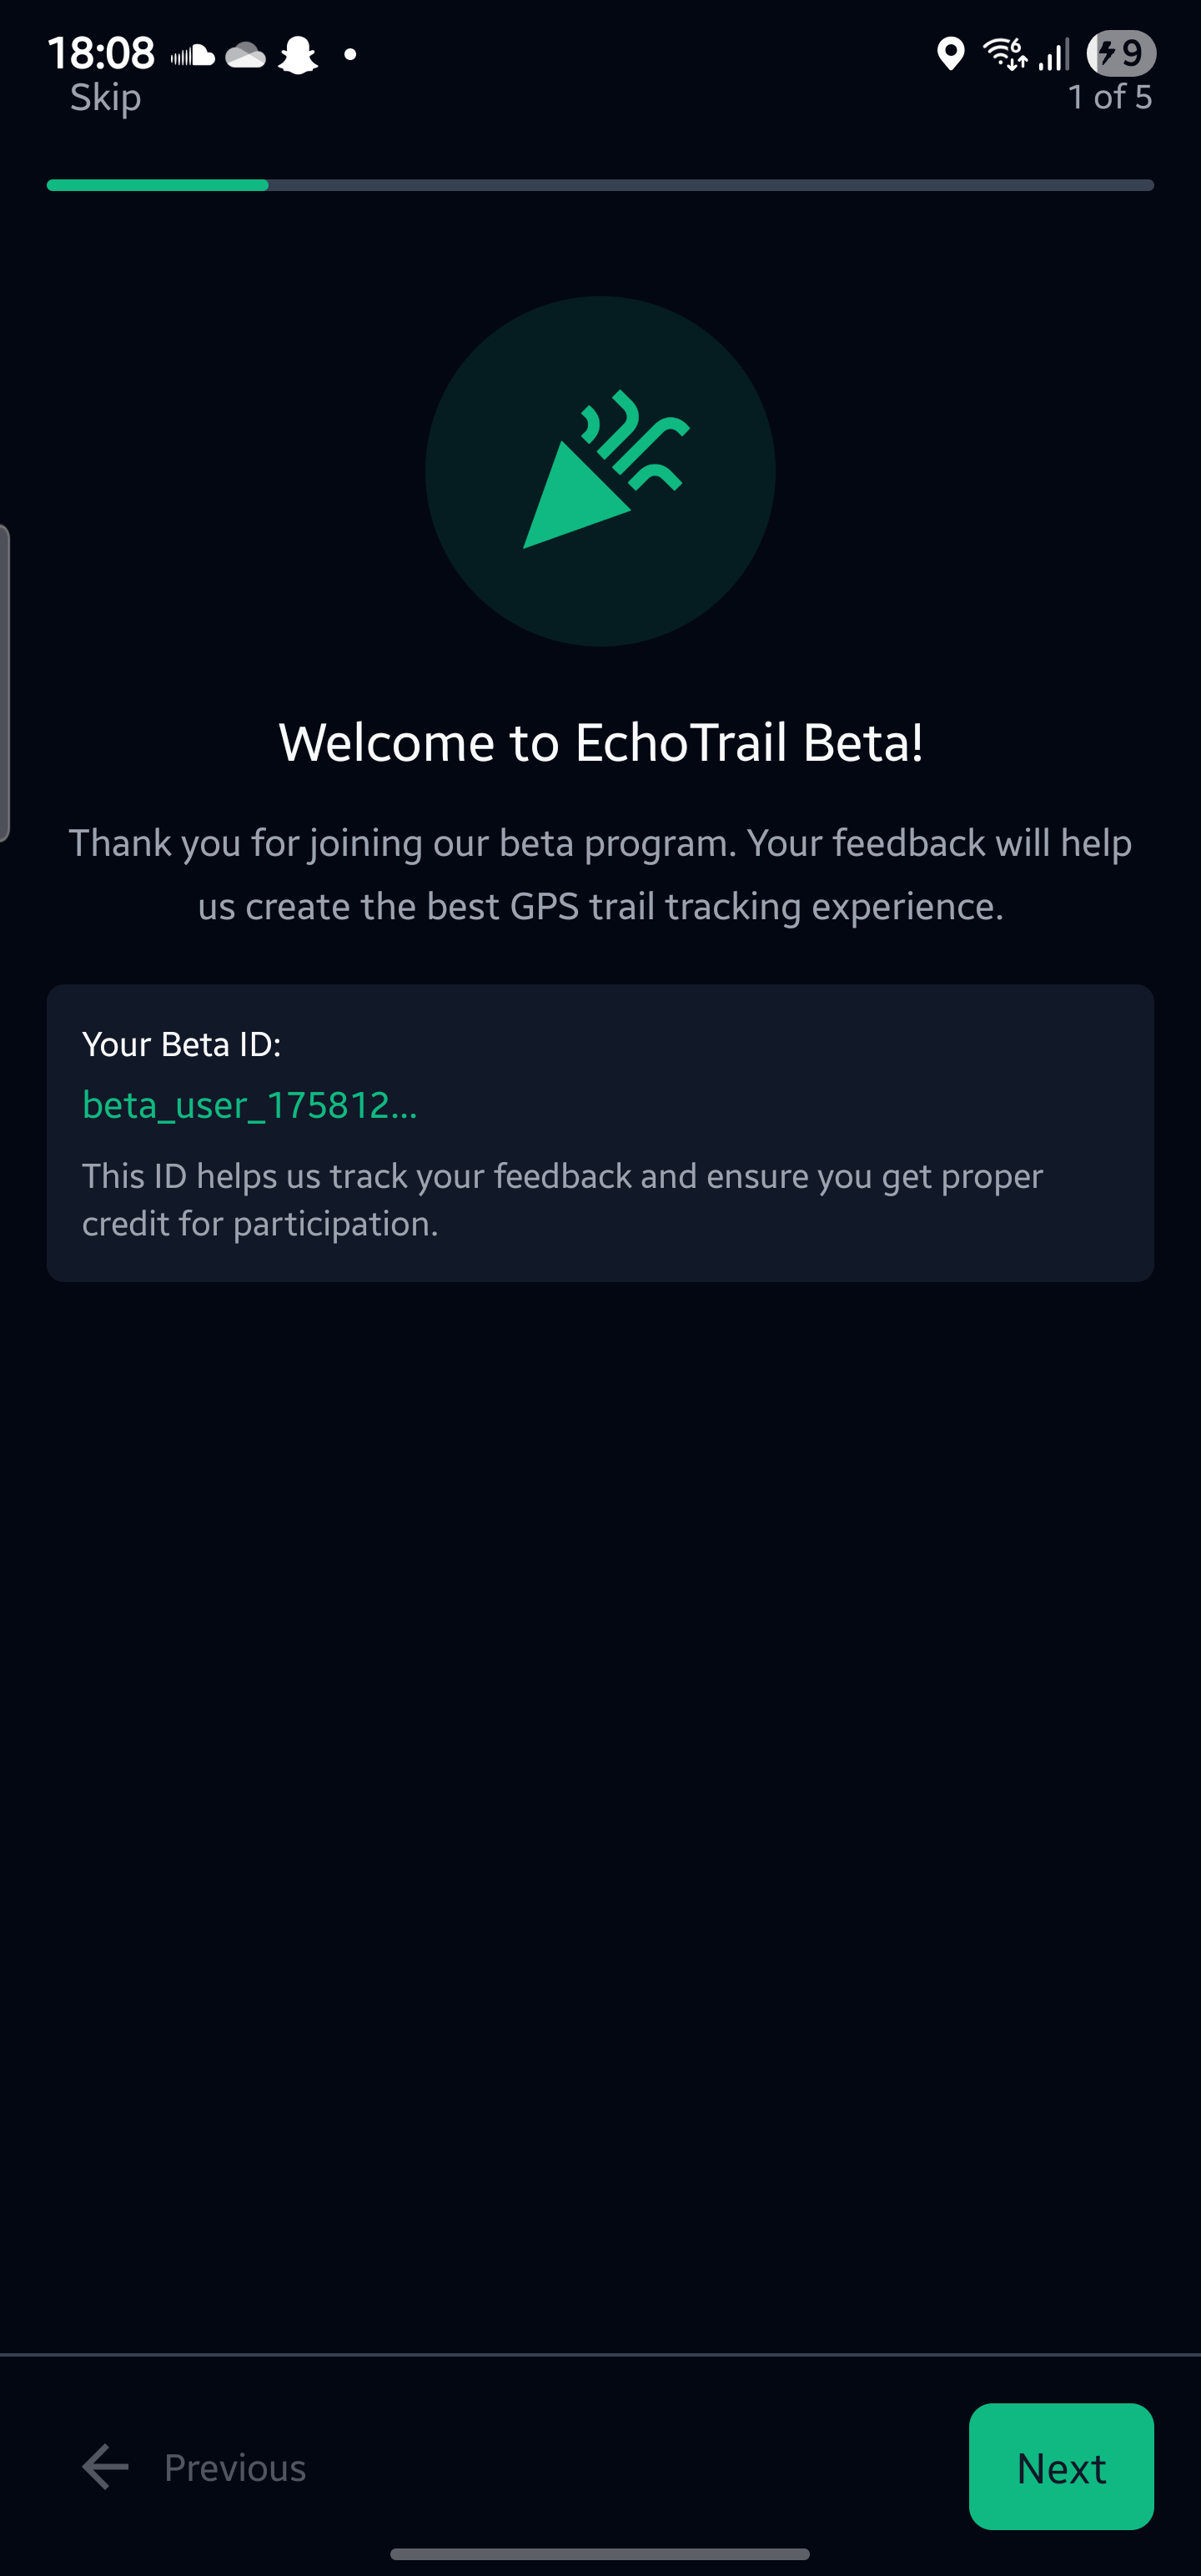 18:08
9
Skip
1 of 5
Welcome to EchoTrail Beta!
Thank you for joining our beta program. Your feedback will help
us create the best GPS trail tracking experience.
Your Beta ID:
beta_user_175812...
This ID helps us track your feedback and ensure you get proper
credit for participation.
Previous
Next